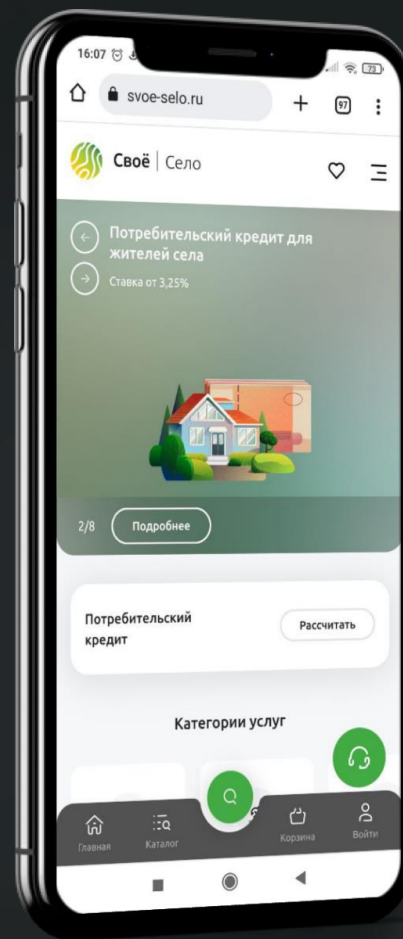 16:07
73
svoe-selo.ru
97
Своё | Село
Потребительский кредит для
жителей села
Ставка от 3,25%
2/8
Подробнее
Потребительский
кредит
Рассчитать
Категории услуг
Главная
Каталог
Корзина
Войти